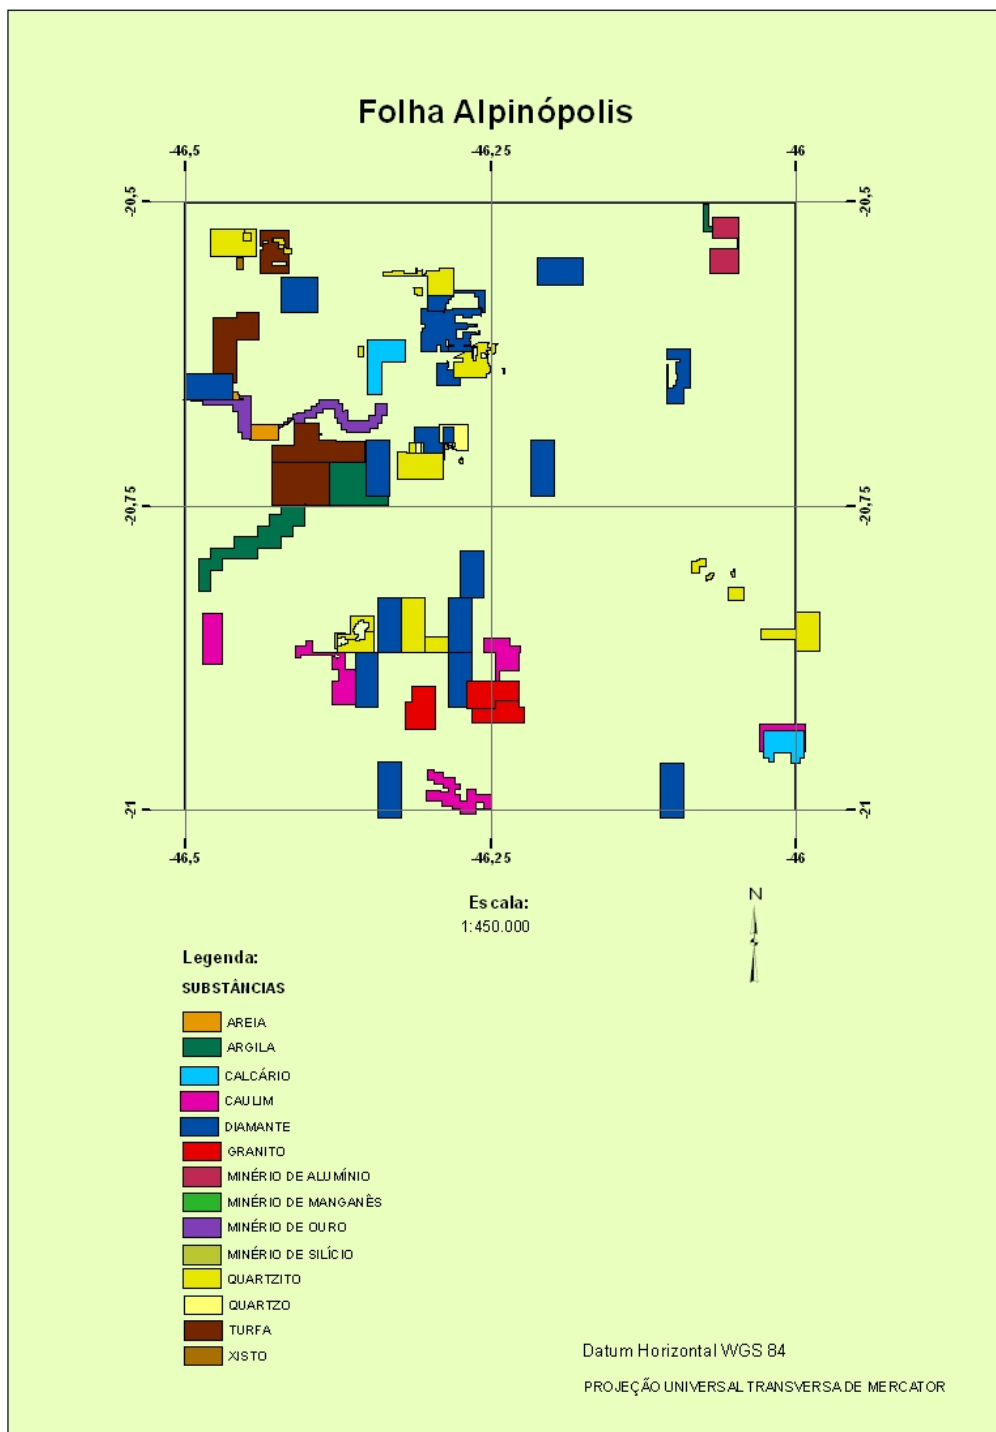 Folha Alpinópolis
-46,5 -46,25 -46
-20,5 -20,5
-20,75 -20,75
-21 -21
-46,5 -46,25 -46
Escala:
1:450.000
N
Legenda:
SUBSTÂNCIAS
AREIA
ARGILA
CALCÁRIO
CAULIM
DIAMANTE
GRANITO
MINÉRIO DE ALUMÍNIO
MINÉRIO DE MANGANÊS
MINÉRIO DE OURO
MINÉRIO DE SILÍCIO
QUARTZITO
QUARTZO
TURFA
XISTO
Datum Horizontal WGS 84
PROJEÇÃO UNIVERSAL TRANSVERSA DE MERCATOR